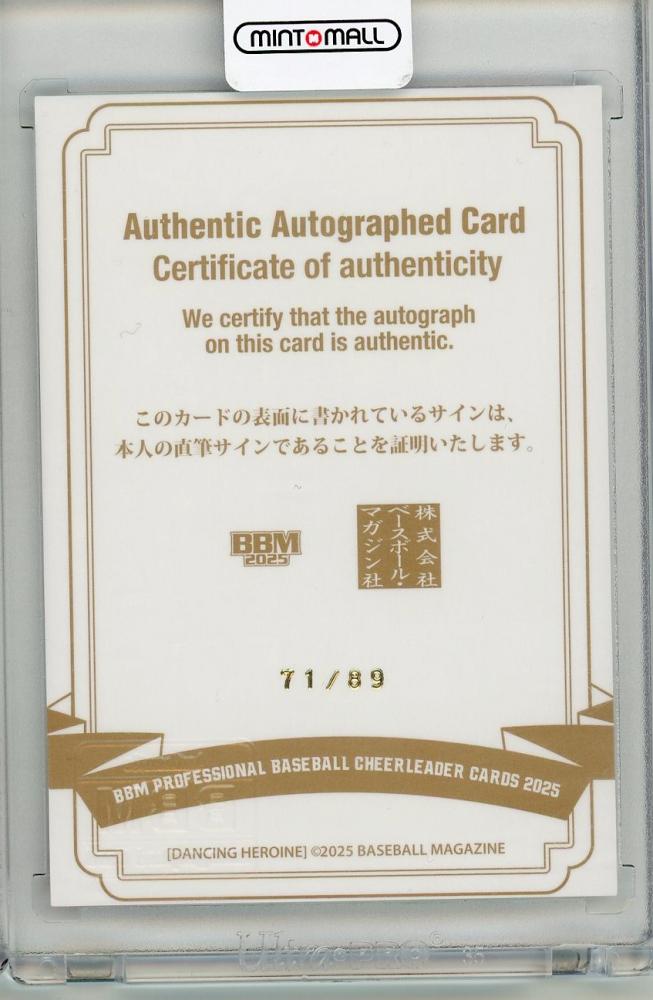 MINT MALL
Authentic Autographed Card
Certificate of authenticity
We certify that the autograph
on this card is authentic.
このカードの表面に書かれているサインは、
本人の直筆サインであることを証明いたします。
BBM
2025
株式会社
ベースボール・
マガジン社
71/89
BBM PROFESSIONAL BASEBALL CHEERLEADER CARDS 2025
[DANCING HEROINE] ©2025 BASEBALL MAGAZINE
Ultra•PRO